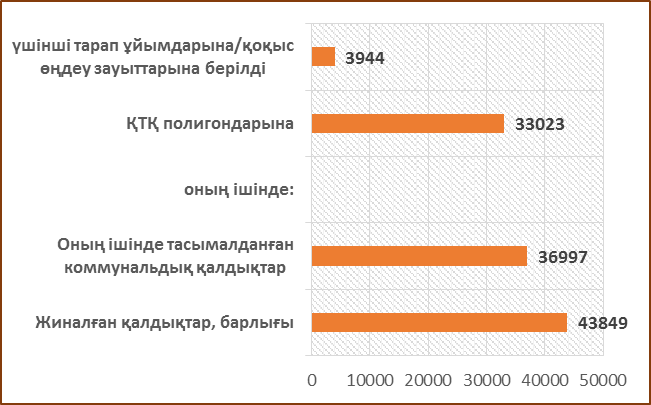 үшінші тарап ұйымдарына/қоқыс
өңдеу зауыттарына берілді
3944
ҚТҚ полигондарына
33023
оның ішінде:
Оның ішінде тасымалданған
коммунальдық қалдықтар
36997
Жиналған қалдықтар, барлығы
43849
0 10000 20000 30000 40000 50000